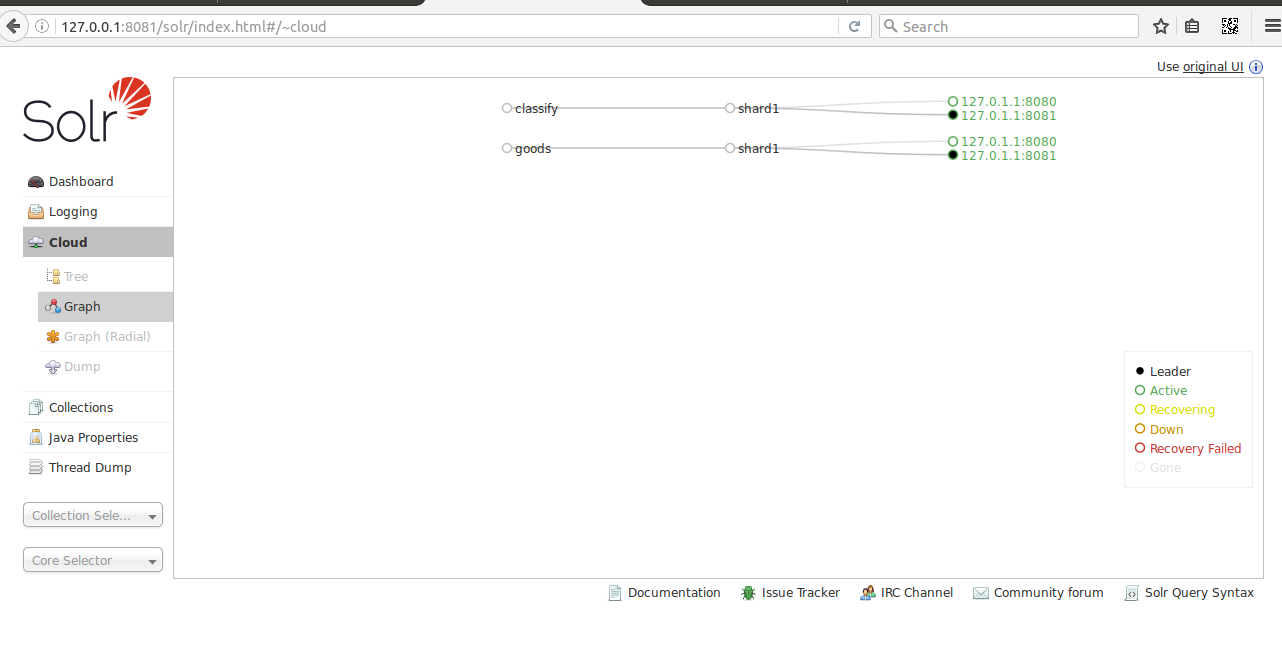 127.0.0.1:8081/solr/index.html#/~cloud
Search
Use original UI
Solr
Dashboard
Logging
Cloud
Tree
Graph
Graph (Radial)
Dump
Collections
Java Properties
Thread Dump
Collection Sele...
Core Selector
classify
shard1
127.0.1.1:8080
127.0.1.1:8081
goods
shard1
127.0.1.1:8080
127.0.1.1:8081
Leader
Active
Recovering
Down
Recovery Failed
Gone
Documentation
Issue Tracker
IRC Channel
Community forum
Solr Query Syntax